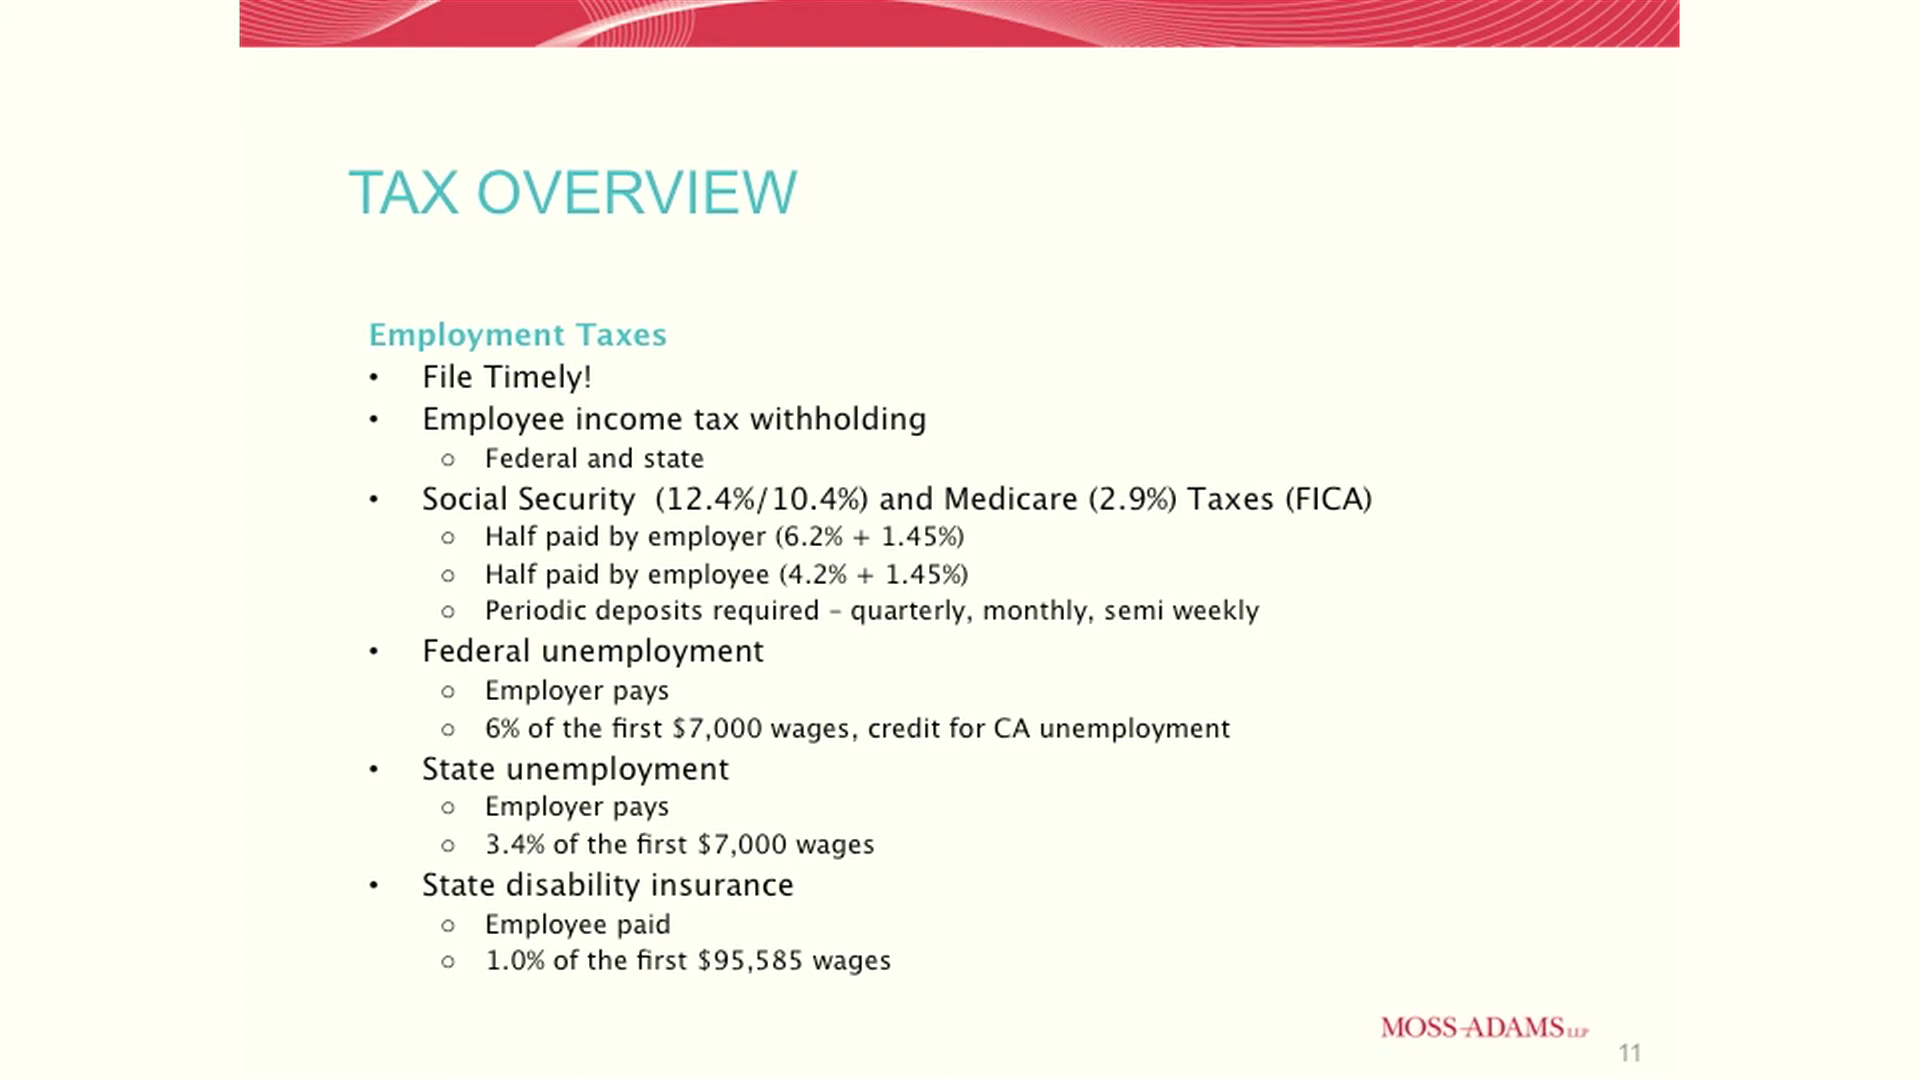 TAX OVERVIEW
Employment Taxes
• File Timely!
• Employee income tax withholding
○ Federal and state
• Social Security  (12.4%/10.4%) and Medicare (2.9%) Taxes (FICA)
○ Half paid by employer (6.2% + 1.45%)
○ Half paid by employee (4.2% + 1.45%)
○ Periodic deposits required – quarterly, monthly, semi weekly
• Federal unemployment
○ Employer pays
○ 6% of the first $7,000 wages, credit for CA unemployment
• State unemployment
○ Employer pays
○ 3.4% of the first $7,000 wages
• State disability insurance
○ Employee paid
○ 1.0% of the first $95,585 wages
MOSS-ADAMS LLP
11